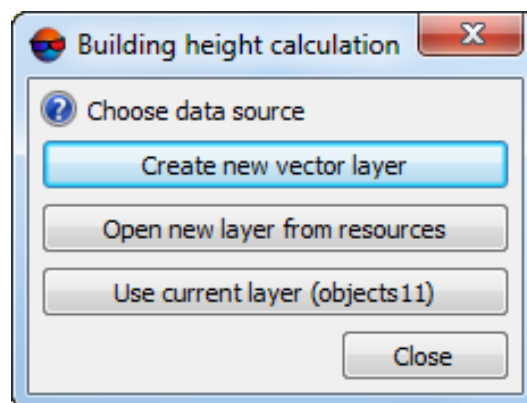 Building height calculation
Choose data source
Create new vector layer
Open new layer from resources
Use current layer (objects11)
Close